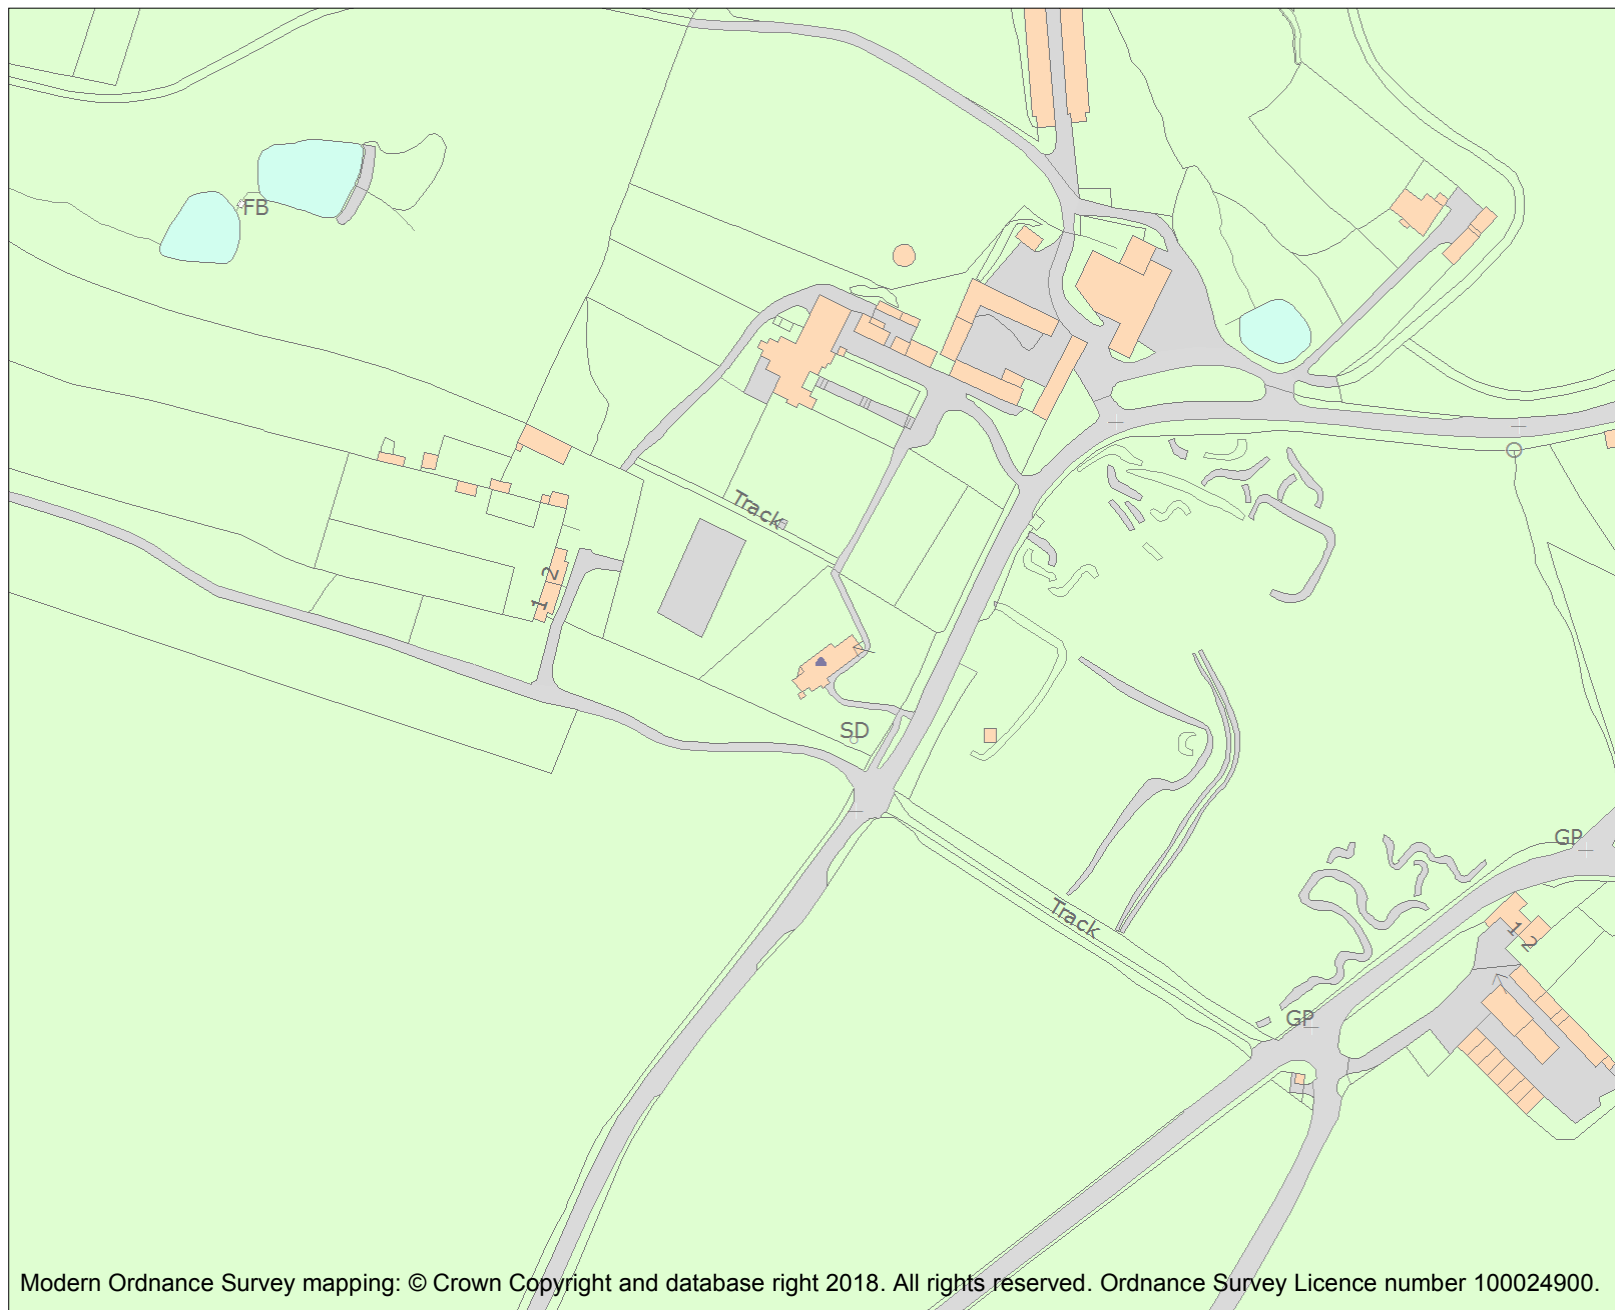 FB
Track
2
1
SD
GP
Track
1
2
GP
Modern Ordnance Survey mapping: © Crown Copyright and database right 2018. All rights reserved. Ordnance Survey Licence number 100024900.